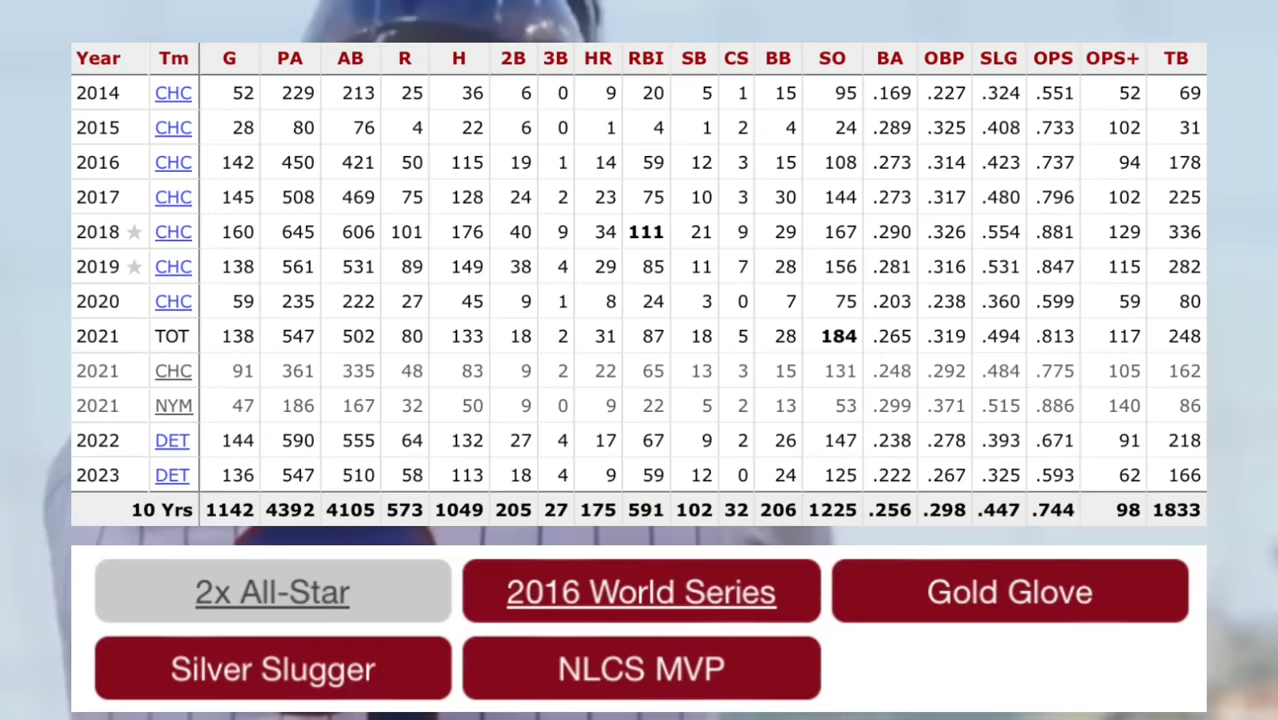 Year Tm G PA AB R H 2B 3B HR RBI SB CS BB SO BA OBP SLG OPS OPS+ TB
2014 CHC 52 229 213 25 36 6 0 9 20 5 1 15 95 .169 .227 .324 .551 52 69
2015 CHC 28 80 76 4 22 6 0 1 4 1 2 4 24 .289 .325 .408 .733 102 31
2016 CHC 142 450 421 50 115 19 1 14 59 12 3 15 108 .273 .314 .423 .737 94 178
2017 CHC 145 508 469 75 128 24 2 23 75 10 3 30 144 .273 .317 .480 .796 102 225
2018 ★ CHC 160 645 606 101 176 40 9 34 111 21 9 29 167 .290 .326 .554 .881 129 336
2019 ★ CHC 138 561 531 89 149 38 4 29 85 11 7 28 156 .281 .316 .531 .847 115 282
2020 CHC 59 235 222 27 45 9 1 8 24 3 0 7 75 .203 .238 .360 .599 59 80
2021 TOT 138 547 502 80 133 18 2 31 87 18 5 28 184 .265 .319 .494 .813 117 248
2021 CHC 91 361 335 48 83 9 2 22 65 13 3 15 131 .248 .292 .484 .775 105 162
2021 NYM 47 186 167 32 50 9 0 9 22 5 2 13 53 .299 .371 .515 .886 140 86
2022 DET 144 590 555 64 132 27 4 17 67 9 2 26 147 .238 .278 .393 .671 91 218
2023 DET 136 547 510 58 113 18 4 9 59 12 0 24 125 .222 .267 .325 .593 62 166
10 Yrs 1142 4392 4105 573 1049 205 27 175 591 102 32 206 1225 .256 .298 .447 .744 98 1833
2x All-Star 2016 World Series Gold Glove
Silver Slugger NLCS MVP